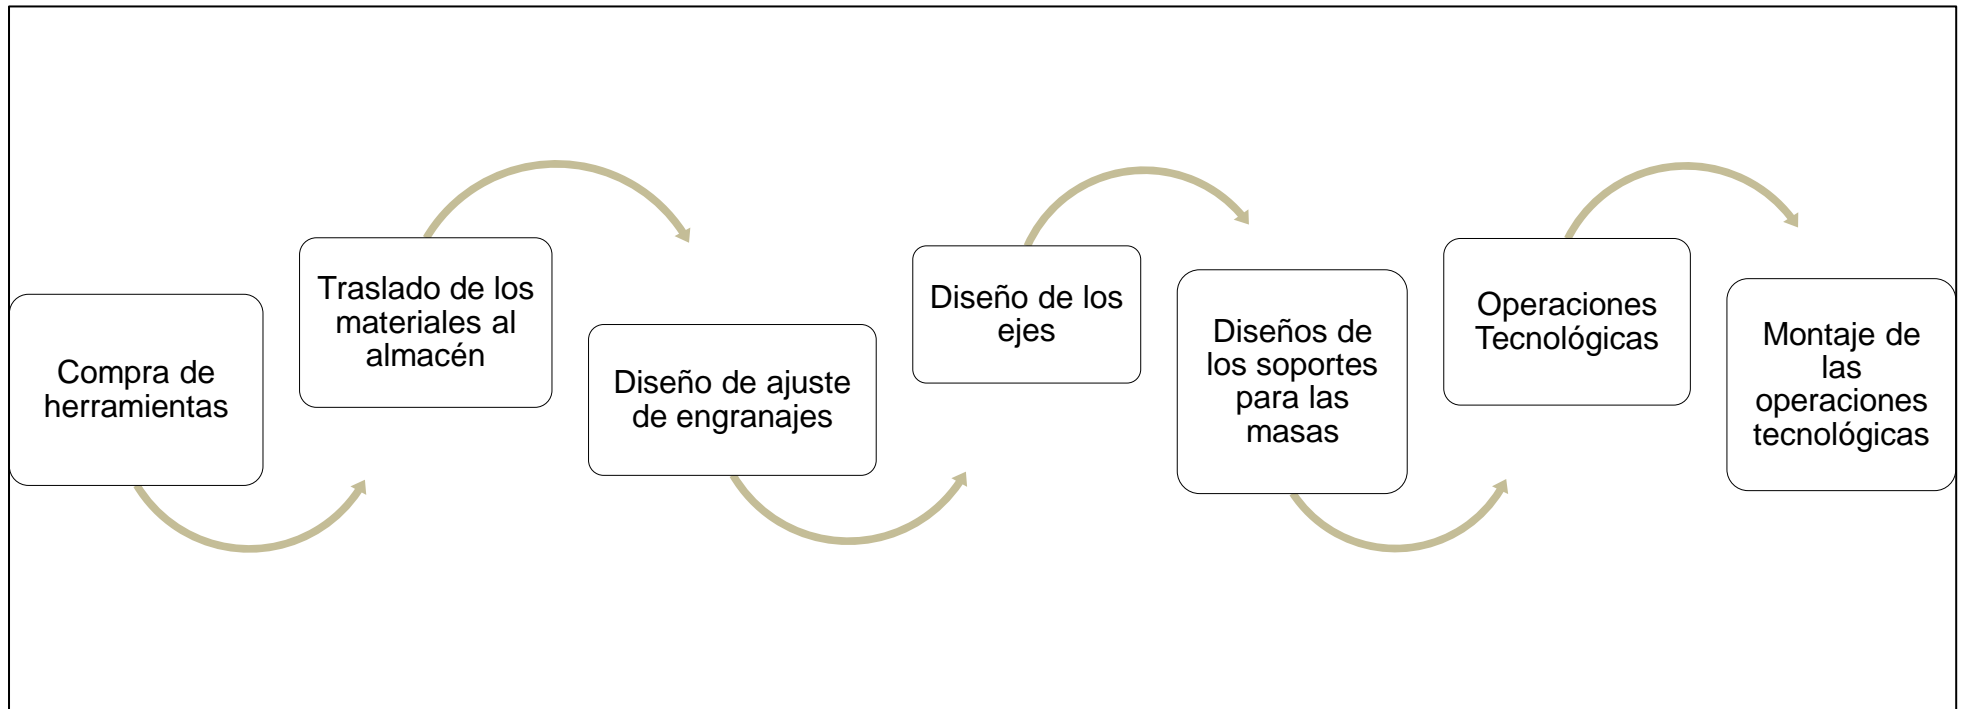 Compra de
herramientas
Traslado de los
materiales al
almacén
Diseño de ajuste
de engranajes
Diseño de los
ejes
Diseños de
los soportes
para las
masas
Operaciones
Tecnológicas
Montaje de
las
operaciones
tecnológicas